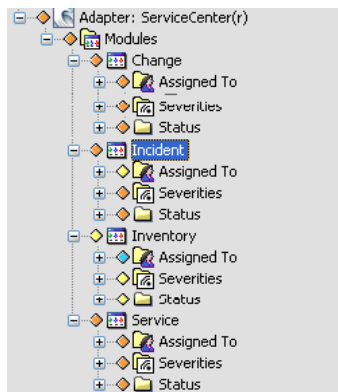 Adapter: ServiceCenter(r)
Modules
Change
Assigned To
Severities
Status
Incident
Assigned To
Severities
Status
Inventory
Assigned To
Severities
Status
Service
Assigned To
Severities
Status